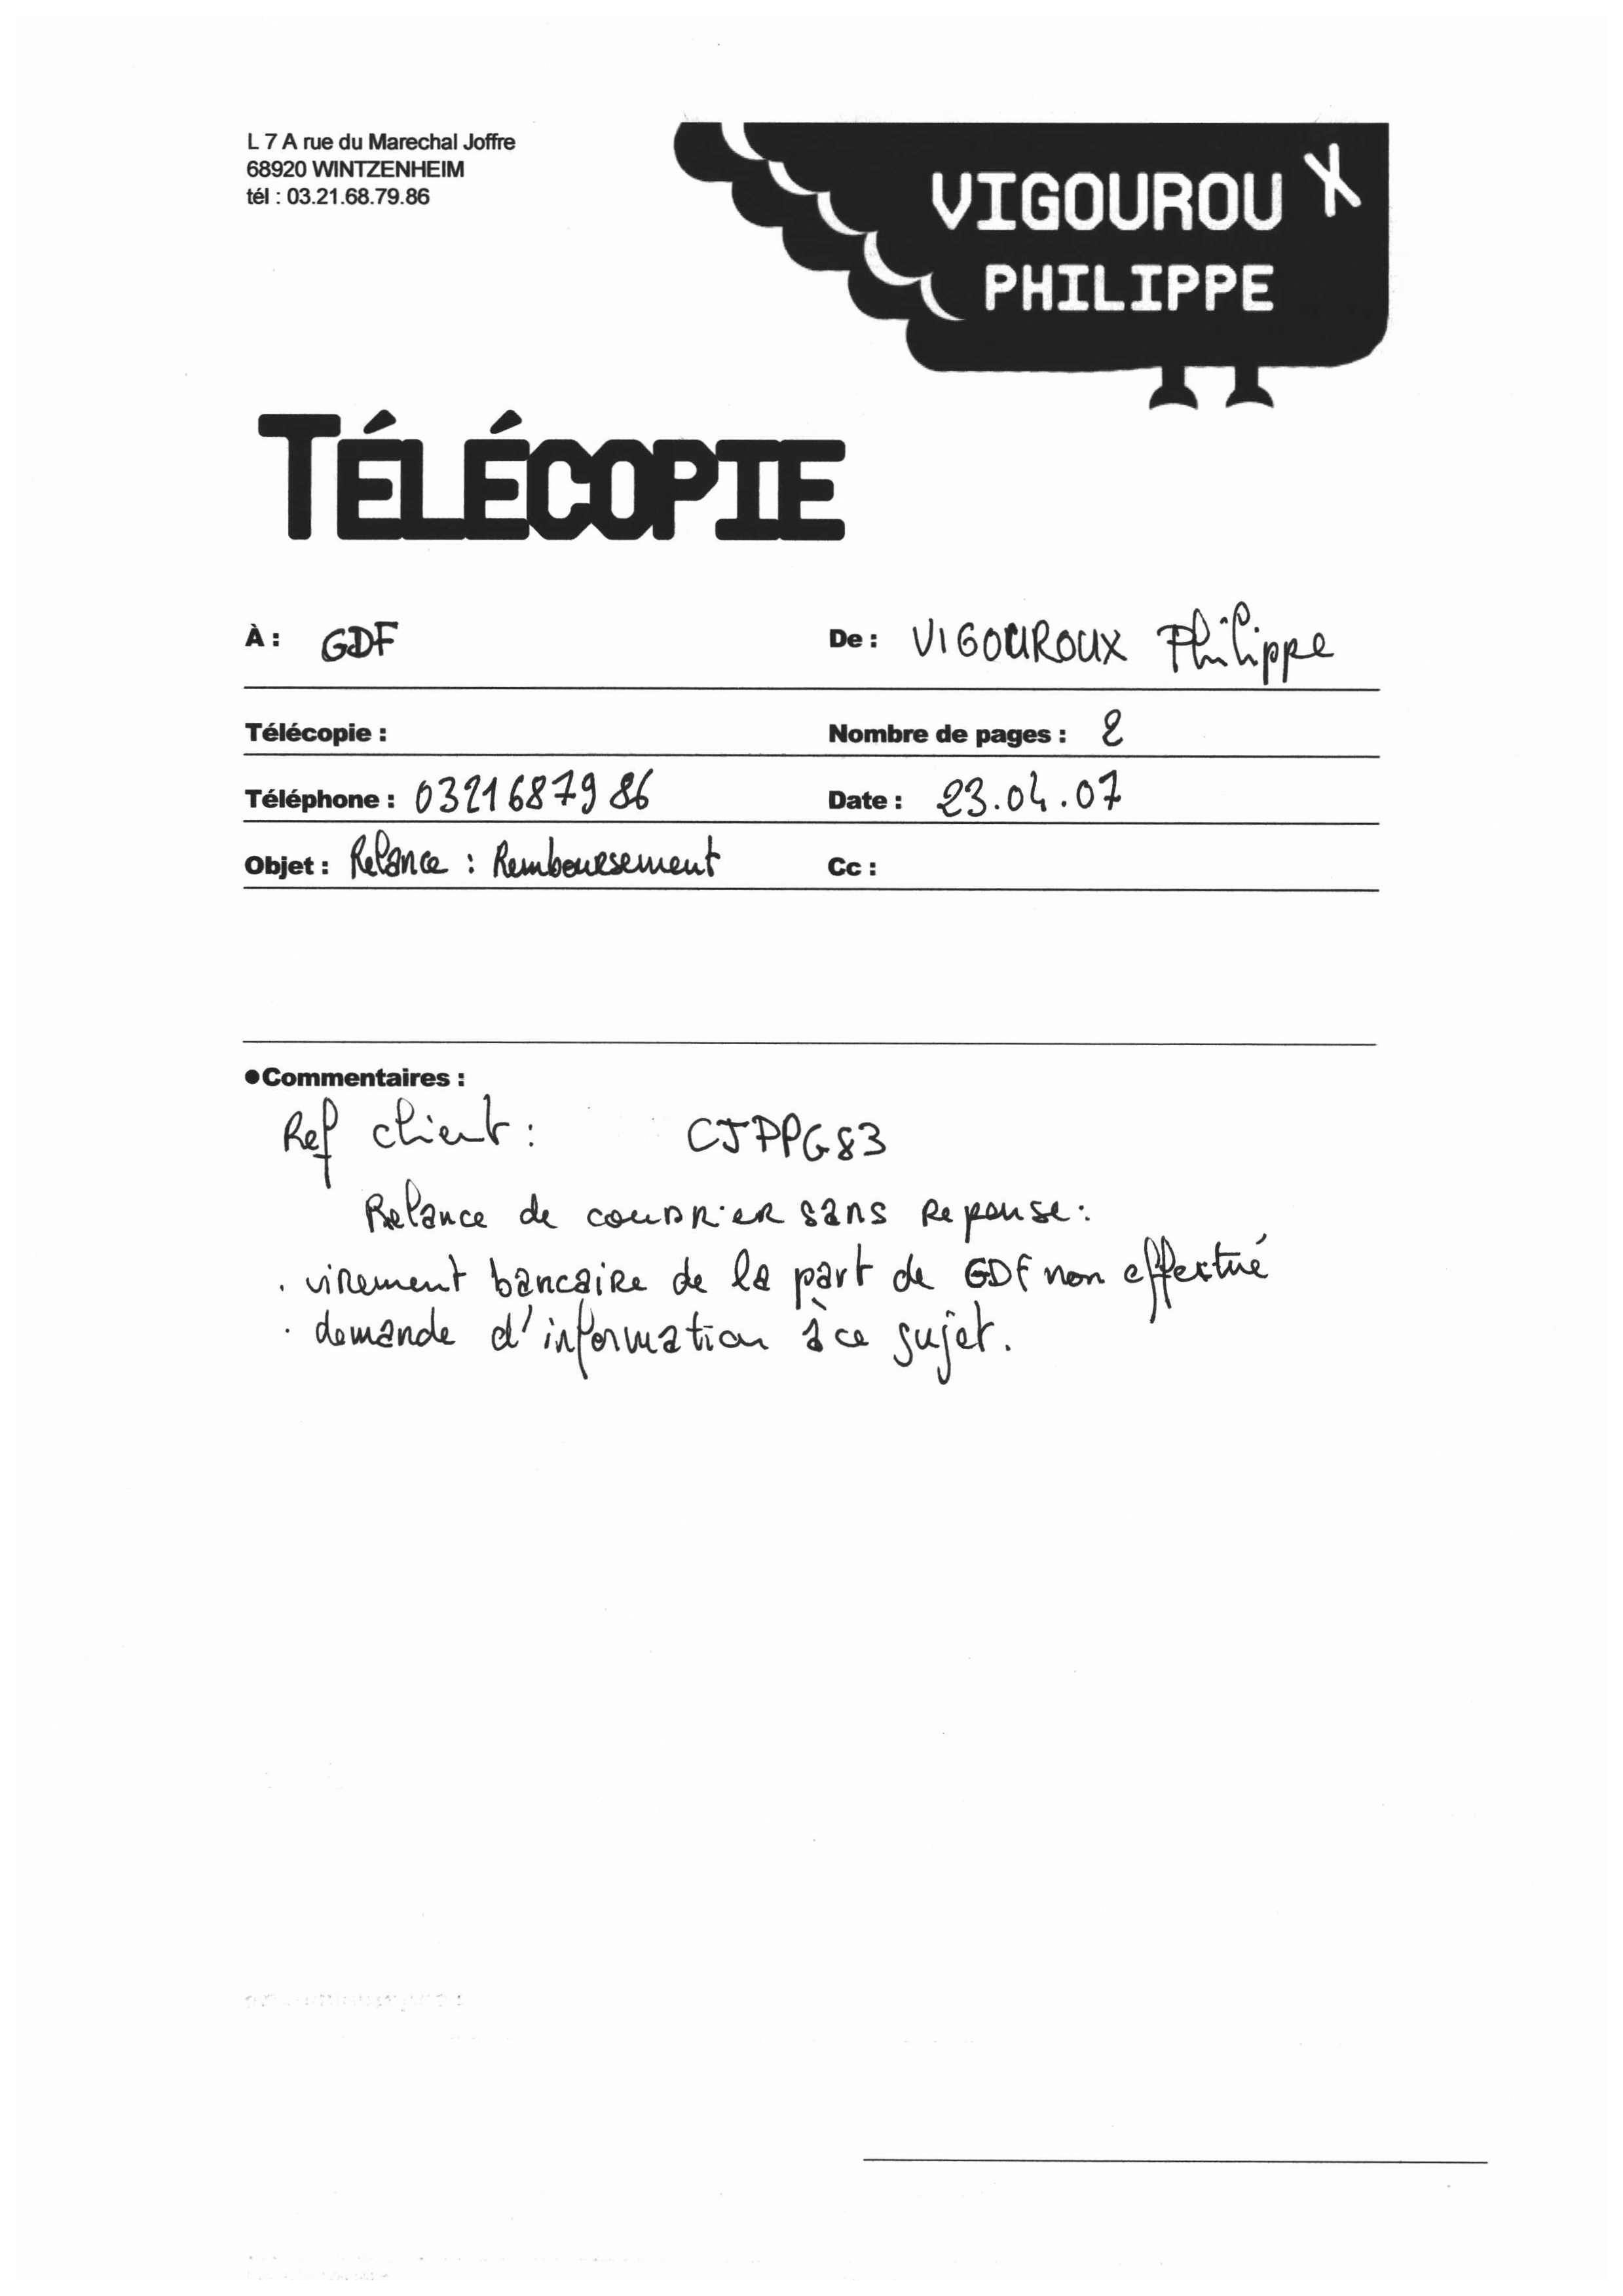 L 7 A rue du Marechal Joffre
68920 WINTZENHEIM
tél : 03.21.68.79.86
VIGOUROUX
PHILIPPE
TÉLÉCOPIE
À : GDF De : VIGOUROUX Philippe
Télécopie : Nombre de pages : 2
Téléphone : 0321687986 Date : 23.04.07
Objet : Relance : Remboursement Cc :
●Commentaires :
Ref client : CJPPG83
Relance de courrier sans reponse :
. virement bancaire de la part de GDF non effectué
. demande d'information à ce sujet.